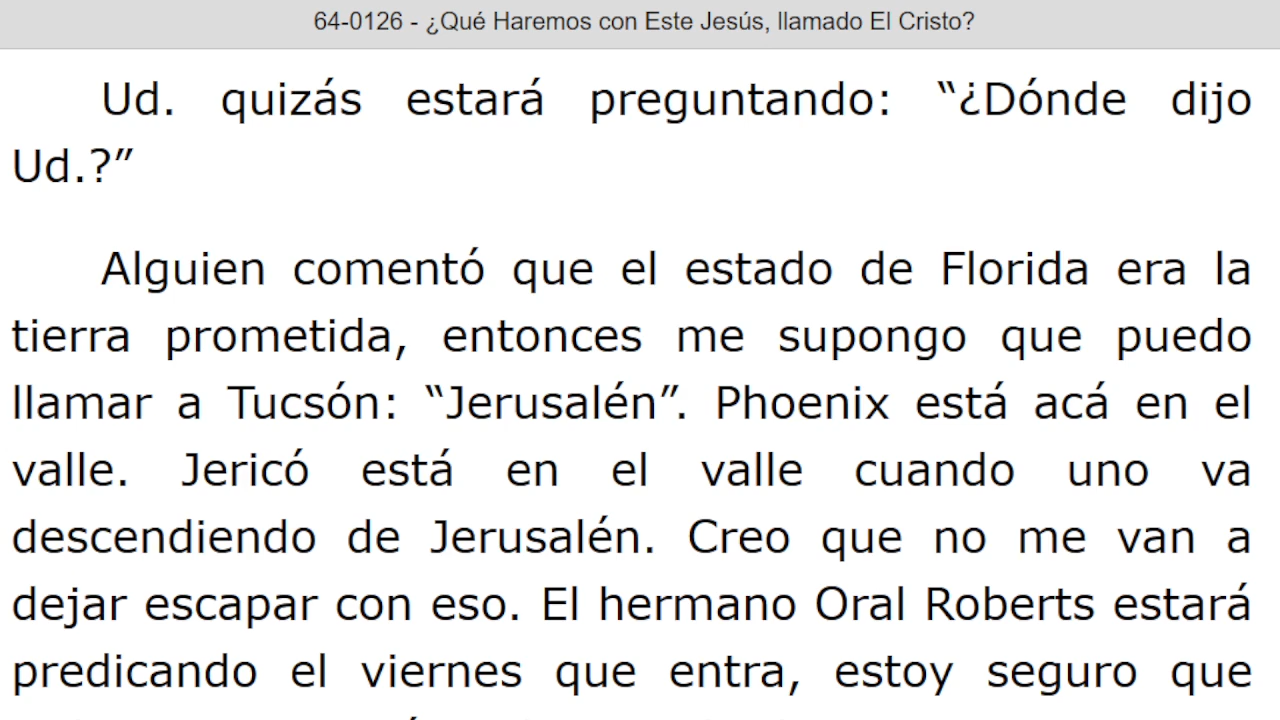 64-0126 - ¿Qué Haremos con Este Jesús, llamado El Cristo?
Ud. quizás estará preguntando: “¿Dónde dijo
Ud.?”
Alguien comentó que el estado de Florida era la
tierra prometida, entonces me supongo que puedo
llamar a Tucsón: “Jerusalén”. Phoenix está acá en el
valle. Jericó está en el valle cuando uno va
descendiendo de Jerusalén. Creo que no me van a
dejar escapar con eso. El hermano Oral Roberts estará
predicando el viernes que entra, estoy seguro que